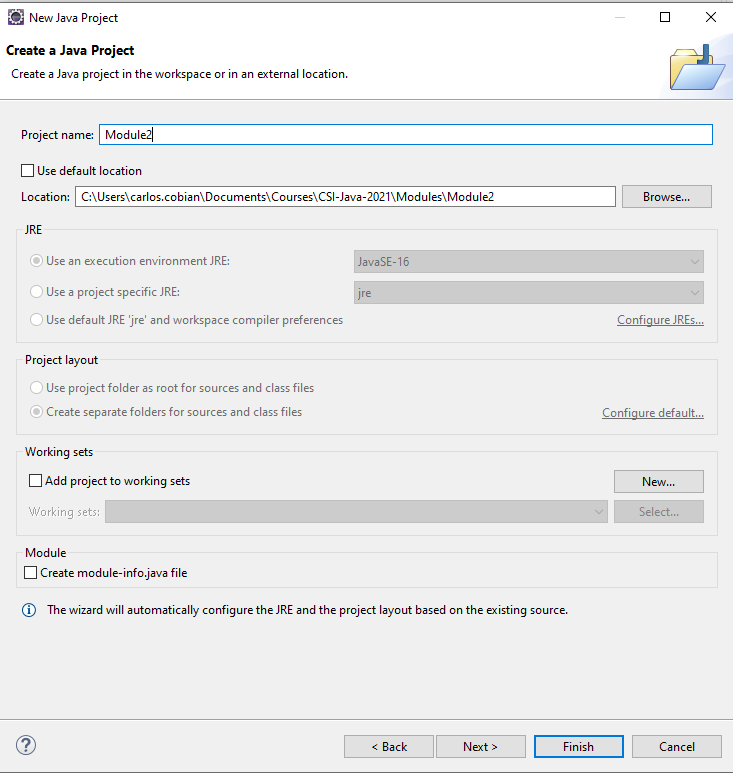 New Java Project
Create a Java Project
Create a Java project in the workspace or in an external location.
Project name: Module2
Use default location
Location: C:\Users\carlos.cobian\Documents\Courses\CSI-Java-2021\Modules\Module2 Browse...
JRE
Use an execution environment JRE: JavaSE-16
Use a project specific JRE: jre
Use default JRE 'jre' and workspace compiler preferences Configure JREs...
Project layout
Use project folder as root for sources and class files
Create separate folders for sources and class files Configure default...
Working sets
Add project to working sets New...
Working sets: Select...
Module
Create module-info.java file
The wizard will automatically configure the JRE and the project layout based on the existing source.
? < Back Next > Finish Cancel